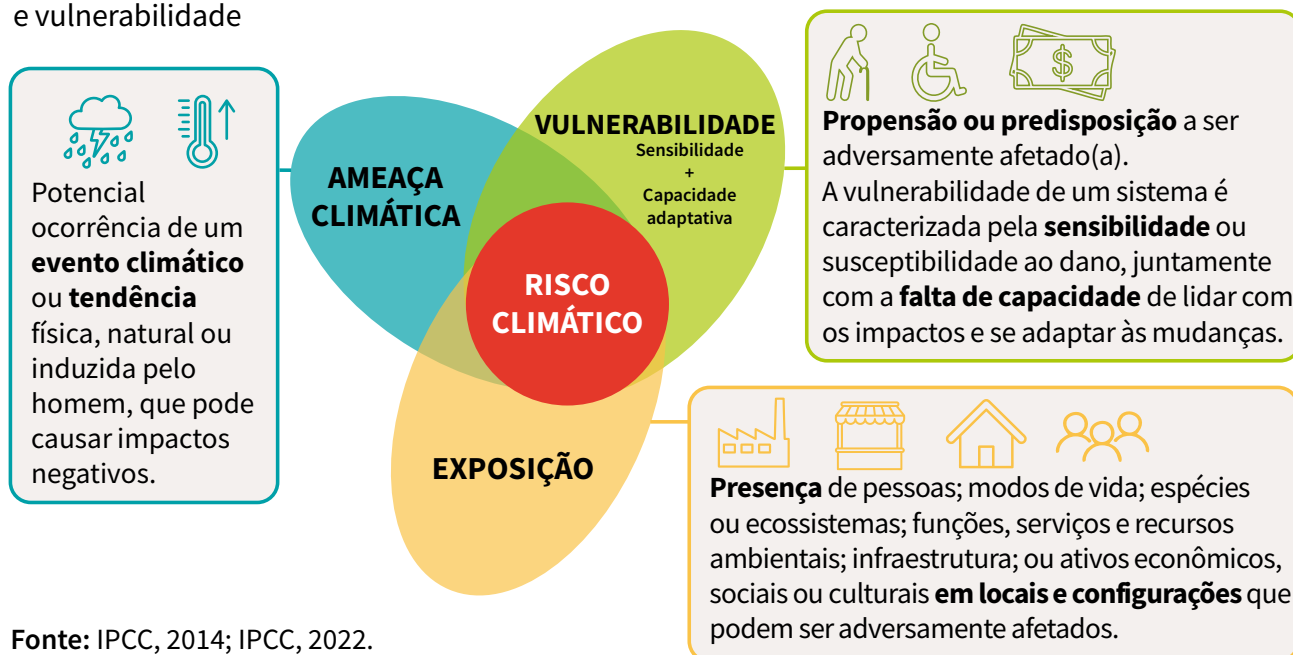 e vulnerabilidade
Potencial
ocorrência de um
evento climático
ou tendência
física, natural ou
induzida pelo
homem, que pode
causar impactos
negativos.
AMEAÇA
CLIMÁTICA
VULNERABILIDADE
Sensibilidade
+
Capacidade
adaptativa
RISCO
CLIMÁTICO
EXPOSIÇÃO
$
Propensão ou predisposição a ser
adversamente afetado(a).
A vulnerabilidade de um sistema é
caracterizada pela sensibilidade ou
susceptibilidade ao dano, juntamente
com a falta de capacidade de lidar com
os impactos e se adaptar às mudanças.
Presença de pessoas; modos de vida; espécies
ou ecossistemas; funções, serviços e recursos
ambientais; infraestrutura; ou ativos econômicos,
sociais ou culturais em locais e configurações que
podem ser adversamente afetados.
Fonte: IPCC, 2014; IPCC, 2022.